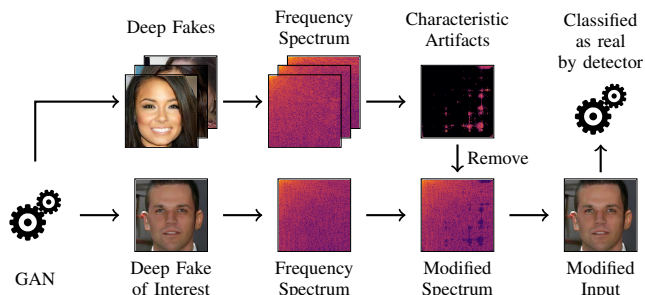 Deep Fakes
Frequency
Spectrum
Characteristic
Artifacts
Classified
as real
by detector
Remove
GAN
Deep Fake
of Interest
Frequency
Spectrum
Modified
Spectrum
Modified
Input